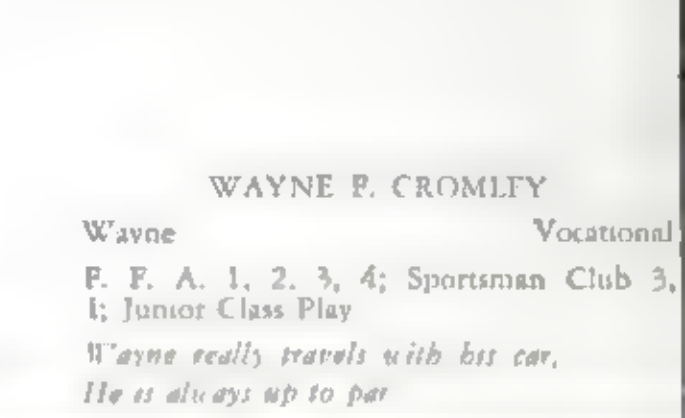 WAYNE F. CROMLEY
Wayne Vocational
F. F. A. 1, 2, 3, 4; Sportsman Club 3,
Junior Class Play
Wayne really travels with his car,
He is always up to par